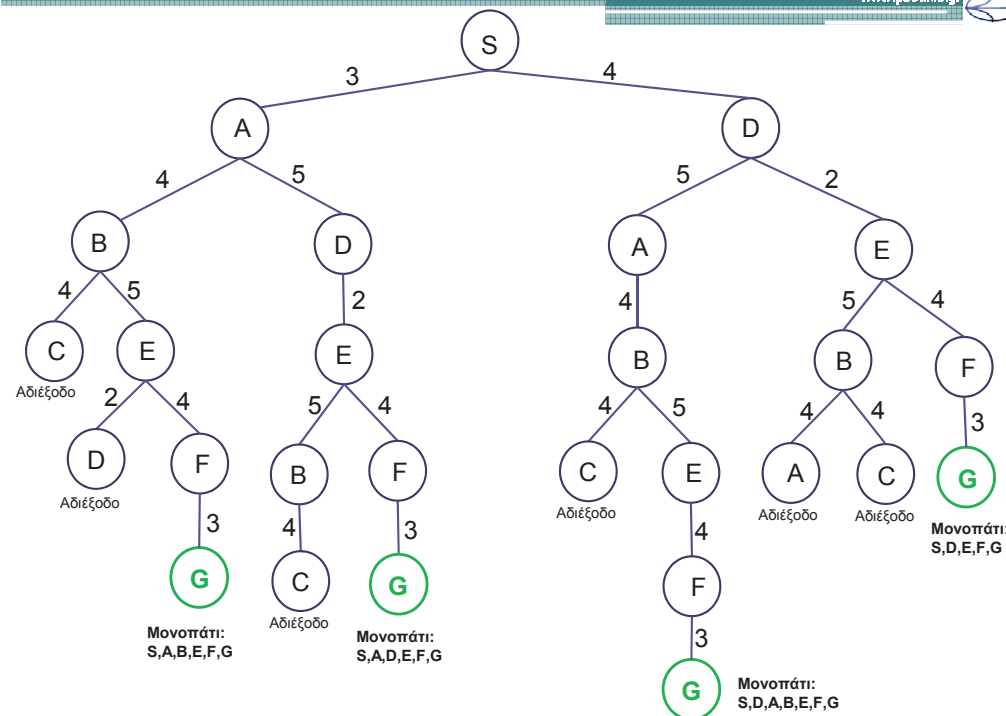 S
3
4
A
D
4
5
5
2
B
D
A
E
4
5
2
4
5
4
C
E
E
B
B
F
Αδιέξοδο
2
4
5
4
4
5
4
4
3
D
F
B
F
C
E
A
C
G
Αδιέξοδο
Αδιέξοδο
Αδιέξοδο
Αδιέξοδο
Μονοπάτι:
S,D,E,F,G
3
4
3
4
G
C
G
F
Αδιέξοδο
Μονοπάτι:
S,A,B,E,F,G
Μονοπάτι:
S,A,D,E,F,G
3
G
Μονοπάτι:
S,D,A,B,E,F,G